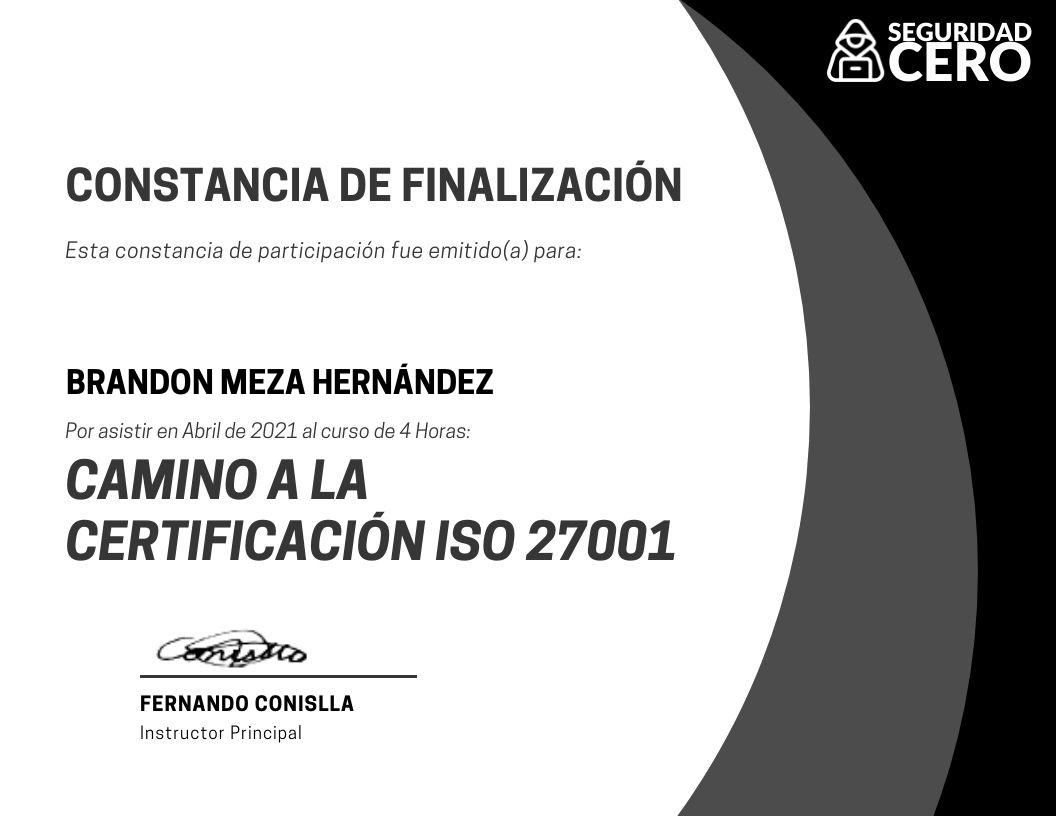 SEGURIDAD
CERO
CONSTANCIA DE FINALIZACIÓN
Esta constancia de participación fue emitido(a) para:
BRANDON MEZA HERNÁNDEZ
Por asistir en Abril de 2021 al curso de 4 Horas:
CAMINO A LA
CERTIFICACIÓN ISO 27001
Conislla
FERNANDO CONISLLA
Instructor Principal